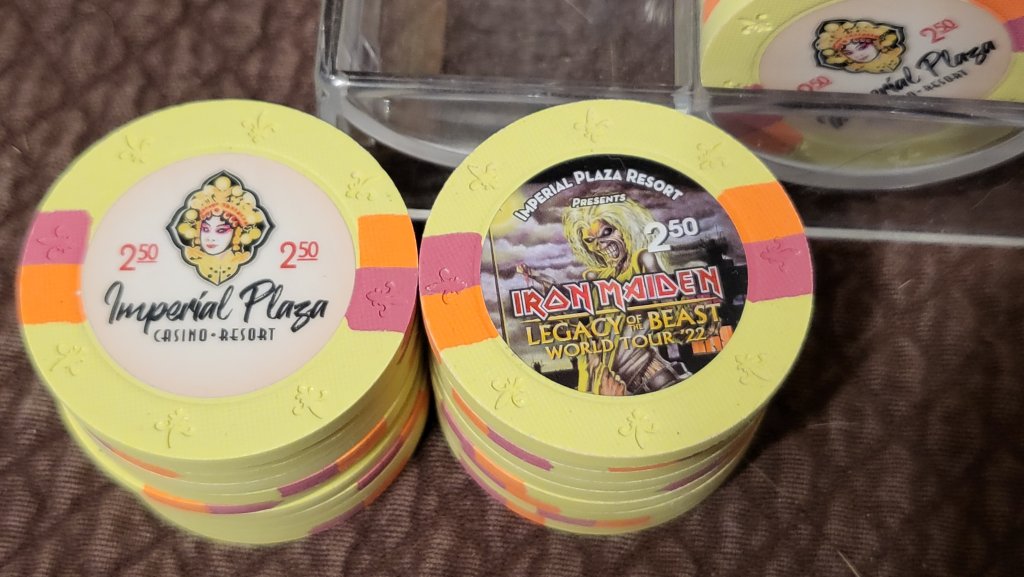 2.50 2.50
Imperial Plaza
CASINO • RESORT
IMPERIAL PLAZA RESORT
PRESENTS
2.50
IRON MAIDEN
LEGACY OF THE BEAST
WORLD TOUR '22
2.50
Plaza
RESORT